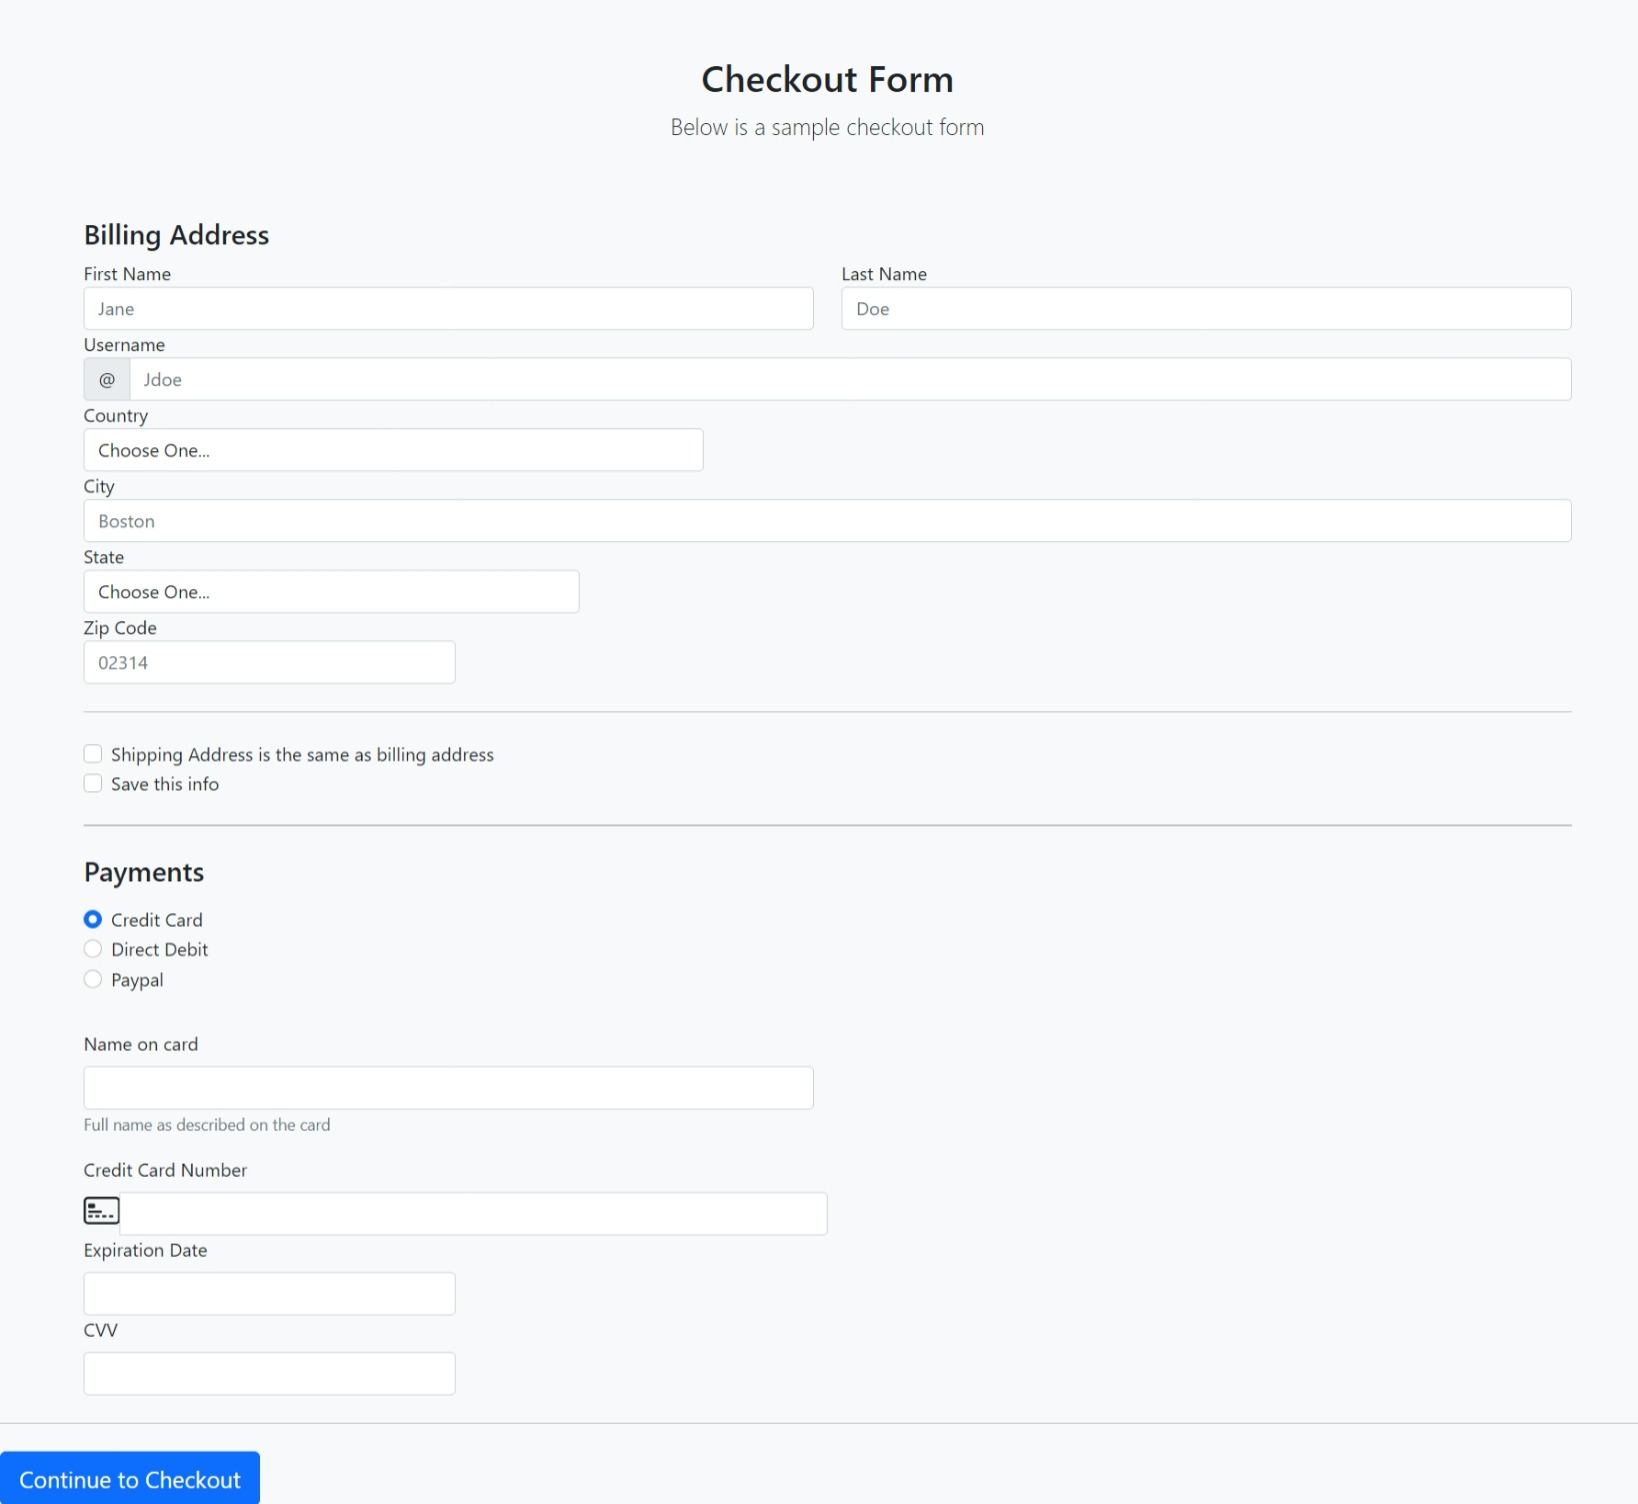 Checkout Form
Below is a sample checkout form
Billing Address
First Name Last Name
Jane Doe
Username
@ Jdoe
Country
Choose One...
City
Boston
State
Choose One...
Zip Code
02314
Shipping Address is the same as billing address
Save this info
Payments
Credit Card
Direct Debit
Paypal
Name on card
Full name as described on the card
Credit Card Number
Expiration Date
CVV
Continue to Checkout